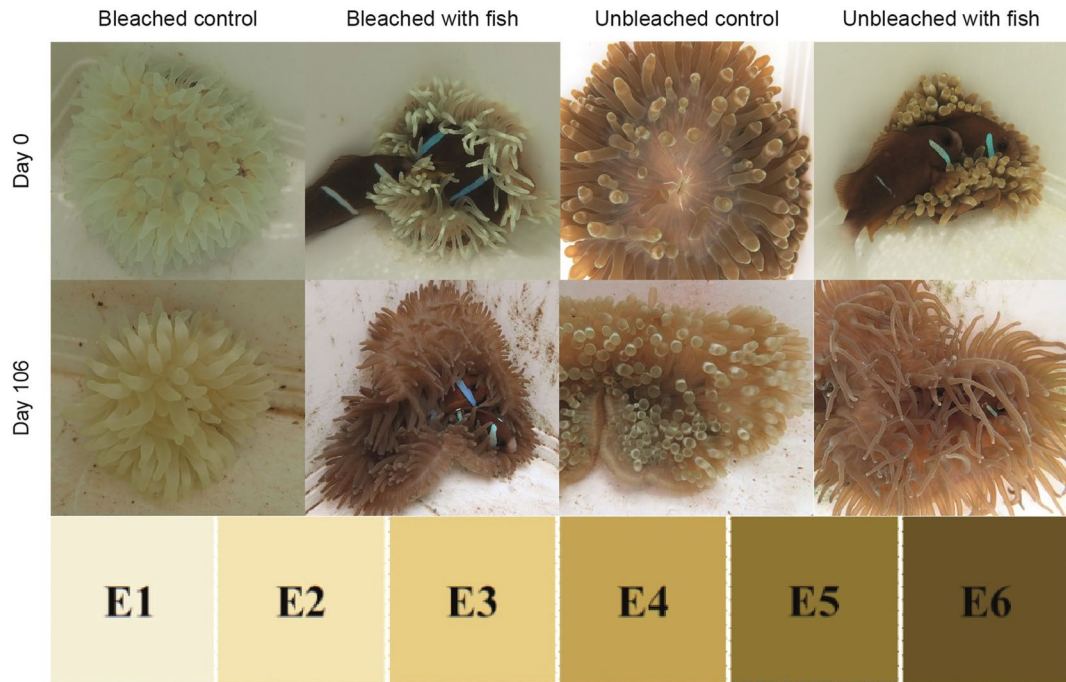 Bleached control
Bleached with fish
Unbleached control
Unbleached with fish
Day 0
Day 106
E1
E2
E3
E4
E5
E6